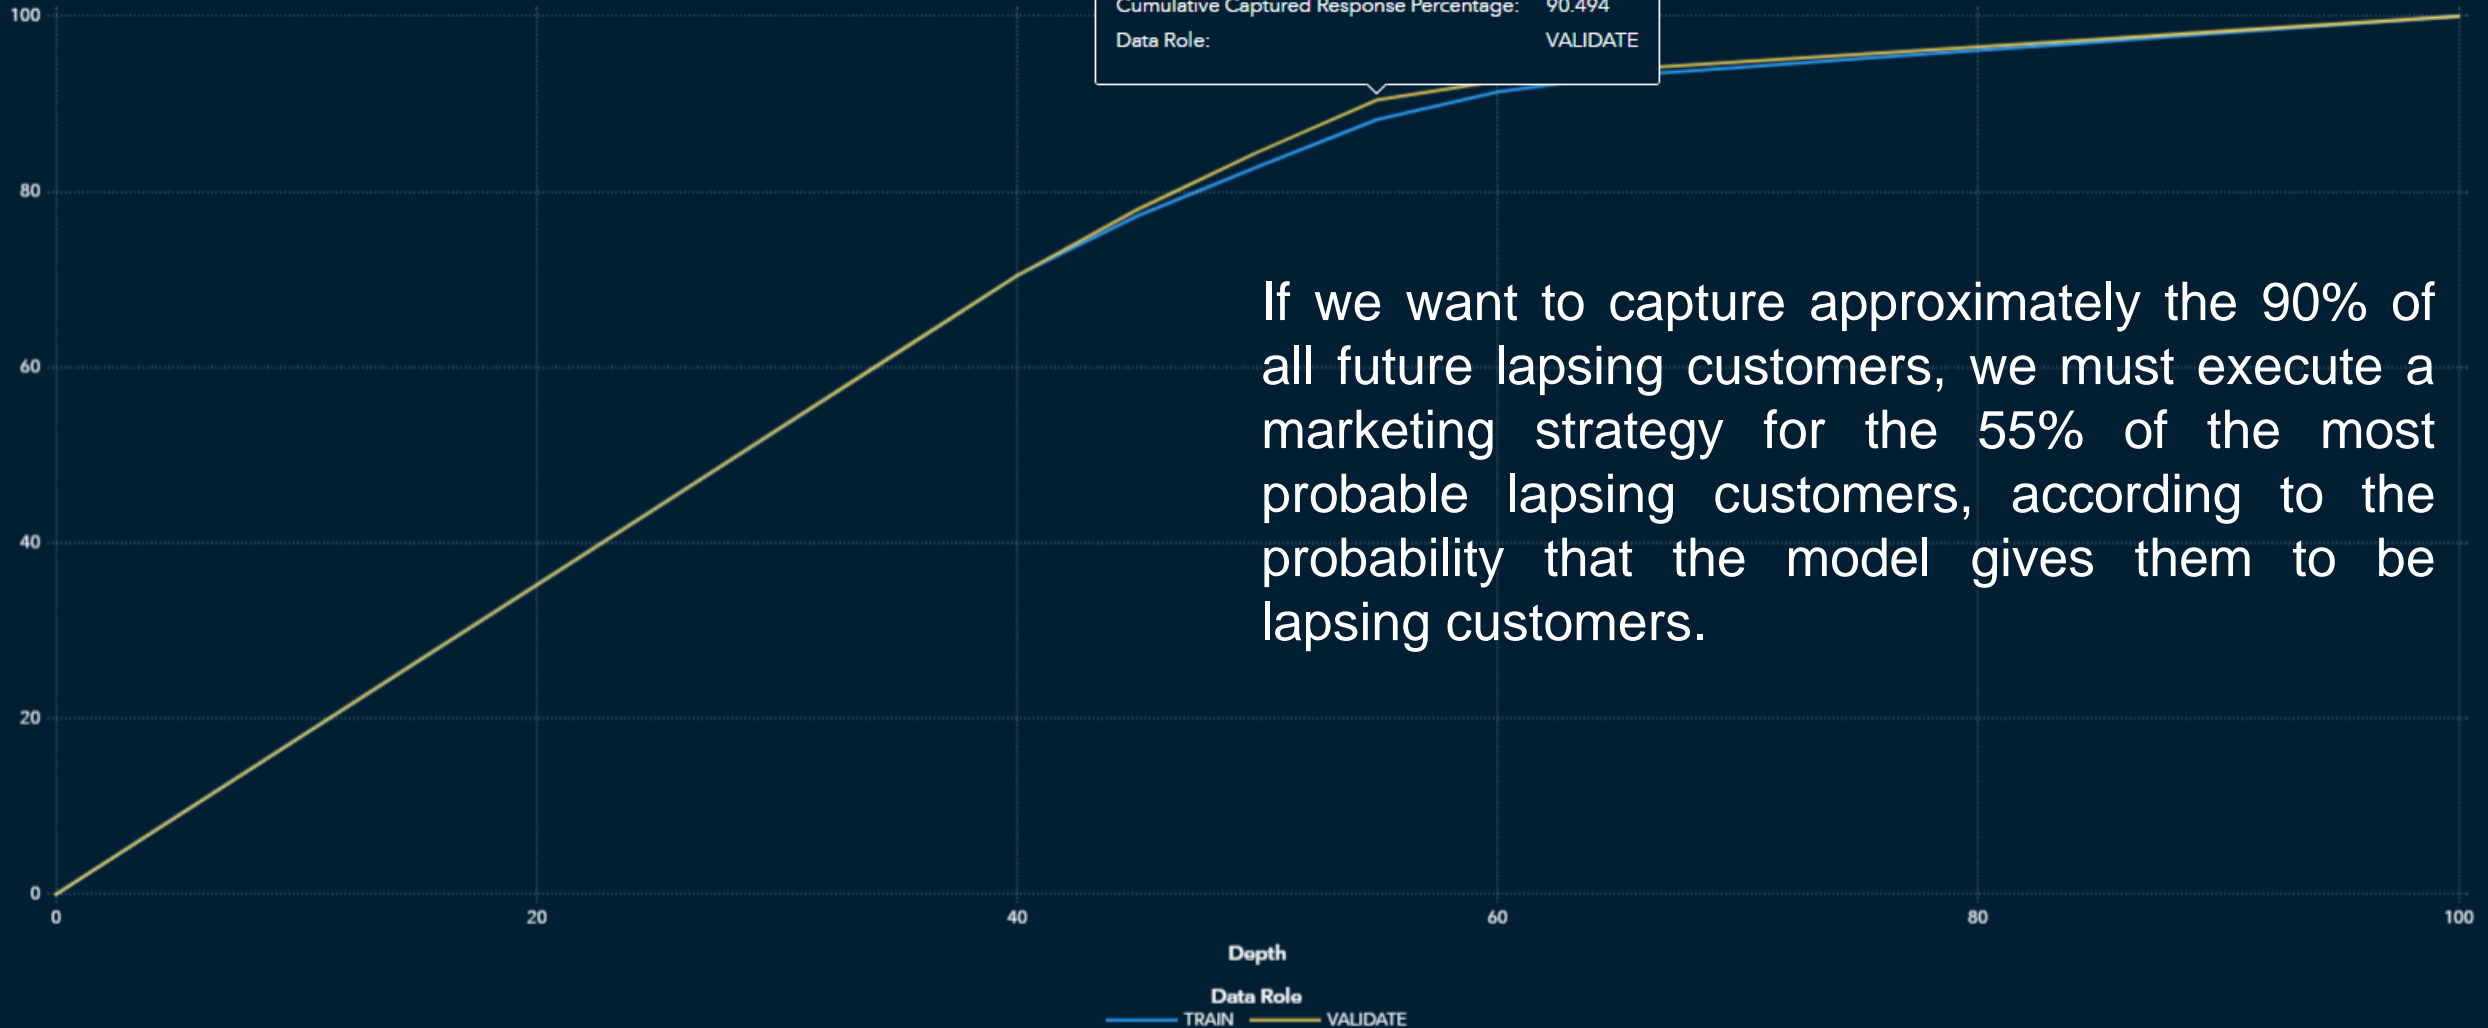 Cumulative Captured Response Percentage: 90.494
Data Role: VALIDATE
100
80
60
40
20
0
If we want to capture approximately the 90% of
all future lapsing customers, we must execute a
marketing strategy for the 55% of the most
probable lapsing customers, according to the
probability that the model gives them to be
lapsing customers.
0 20 40 60 80 100
Depth
Data Role
TRAIN VALIDATE